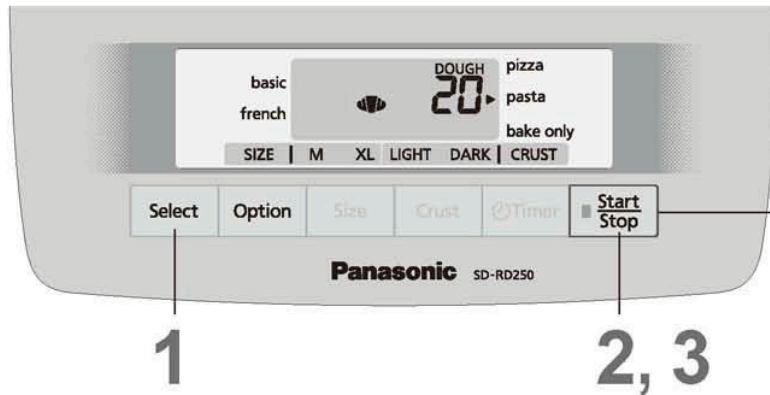 DOUGH pizza
basic 20 pasta
french
bake only
SIZE | M XL LIGHT DARK | CRUST
Select Option Size Crust Timer Start
Stop
Panasonic SD-RD250
1 2, 3